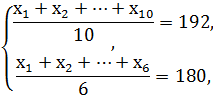 { (x₁ + x₂ + ⋯ + x₁₀)/10 = 192,
,
(x₁ + x₂ + ⋯ + x₆)/6 = 180,